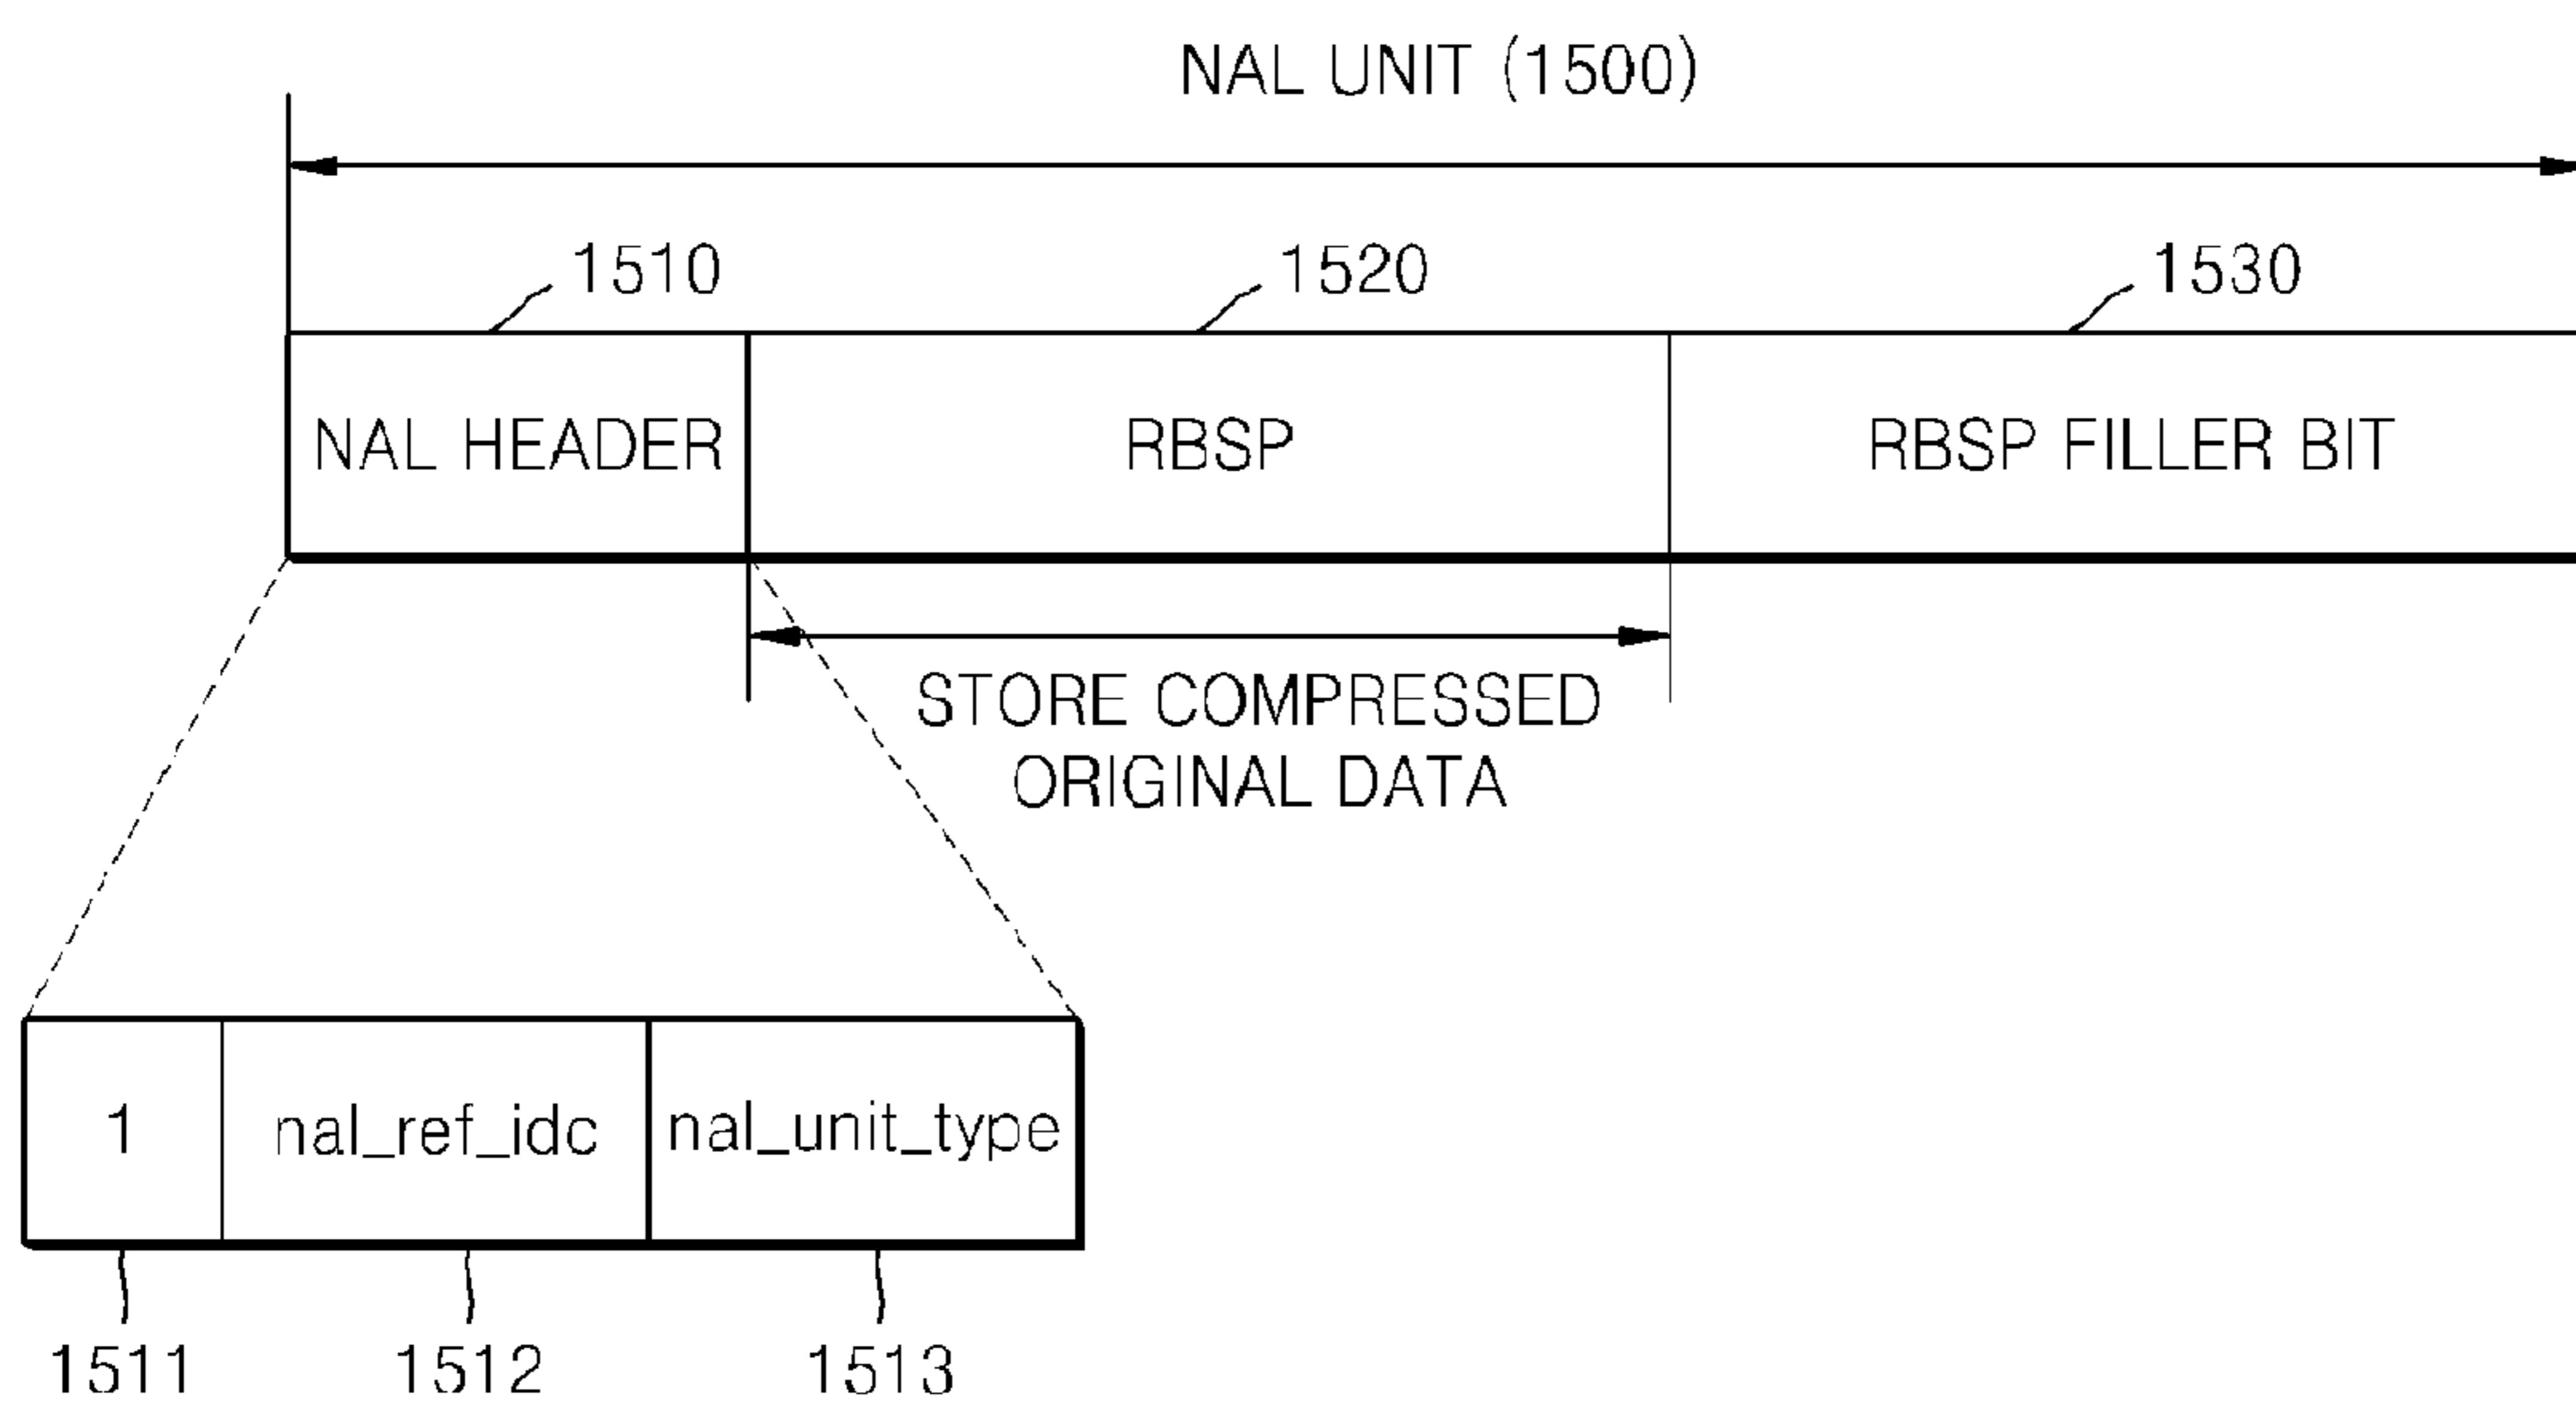 NAL UNIT (1500)
1510
1520
1530
NAL HEADER
RBSP
RBSP FILLER BIT
STORE COMPRESSED
ORIGINAL DATA
1
nal_ref_idc
nal_unit_type
1511
1512
1513